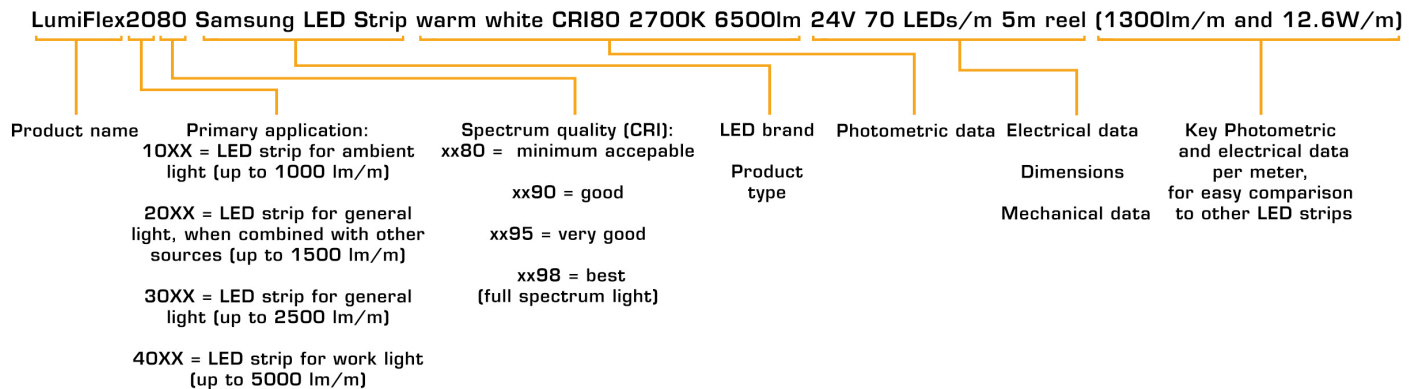 LumiFlex2080 Samsung LED Strip warm white CRI80 2700K 6500lm 24V 70 LEDs/m 5m reel (1300lm/m and 12.6W/m)
Product name
Primary application:
10XX = LED strip for ambient
light (up to 1000 lm/m)
20XX = LED strip for general
light, when combined with other
sources (up to 1500 lm/m)
30XX = LED strip for general
light (up to 2500 lm/m)
40XX = LED strip for work light
(up to 5000 lm/m)
Spectrum quality (CRI):
xx80 = minimum accepable
xx90 = good
xx95 = very good
xx98 = best
(full spectrum light)
LED brand
Product
type
Photometric data
Electrical data
Dimensions
Mechanical data
Key Photometric
and electrical data
per meter,
for easy comparison
to other LED strips